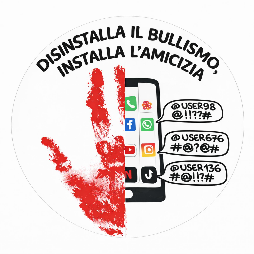 DISINSTALLA IL BULLISMO,
INSTALLA L'AMICIZIA
@USER98
@!!??#
@USER676
#@?@#
@USER136
#@!!?#